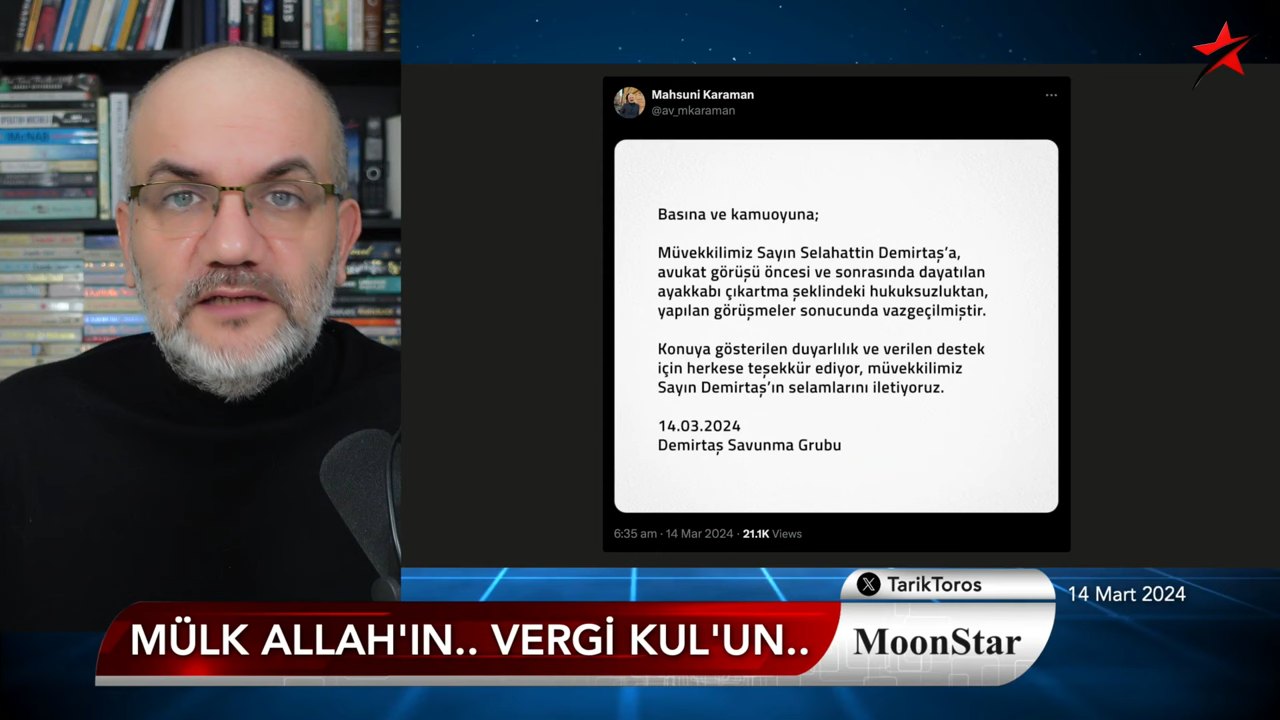 Mahsuni Karaman
@av_mkaraman
Basına ve kamuoyuna;
Müvekkilimiz Sayın Selahattin Demirtaş’a,
avukat görüşü öncesi ve sonrasında dayatılan
ayakkabı çıkartma şeklindeki hukuksuzluktan,
yapılan görüşmeler sonucunda vazgeçilmiştir.
Konuya gösterilen duyarlılık ve verilen destek
için herkese teşekkür ediyor, müvekkilimiz
Sayın Demirtaş’ın selamlarını iletiyoruz.
14.03.2024
Demirtaş Savunma Grubu
6:35 am · 14 Mar 2024 · 21.1K Views
TarikToros
14 Mart 2024
MÜLK ALLAH'IN.. VERGİ KUL'UN..
MoonStar